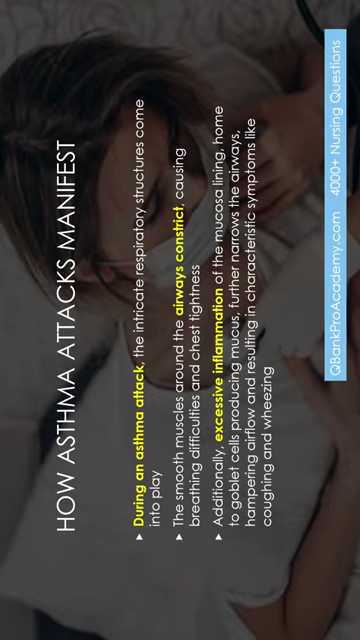 HOW ASTHMA ATTACKS MANIFEST
▶ During an asthma attack, the intricate respiratory structures come
into play
▶ The smooth muscles around the airways constrict, causing
breathing difficulties and chest tightness
▶ Additionally, excessive inflammation of the mucosa lining, home
to goblet cells producing mucus, further narrows the airways,
hampering airflow and resulting in characteristic symptoms like
coughing and wheezing
QBankProAcademy.com 4000+ Nursing Questions